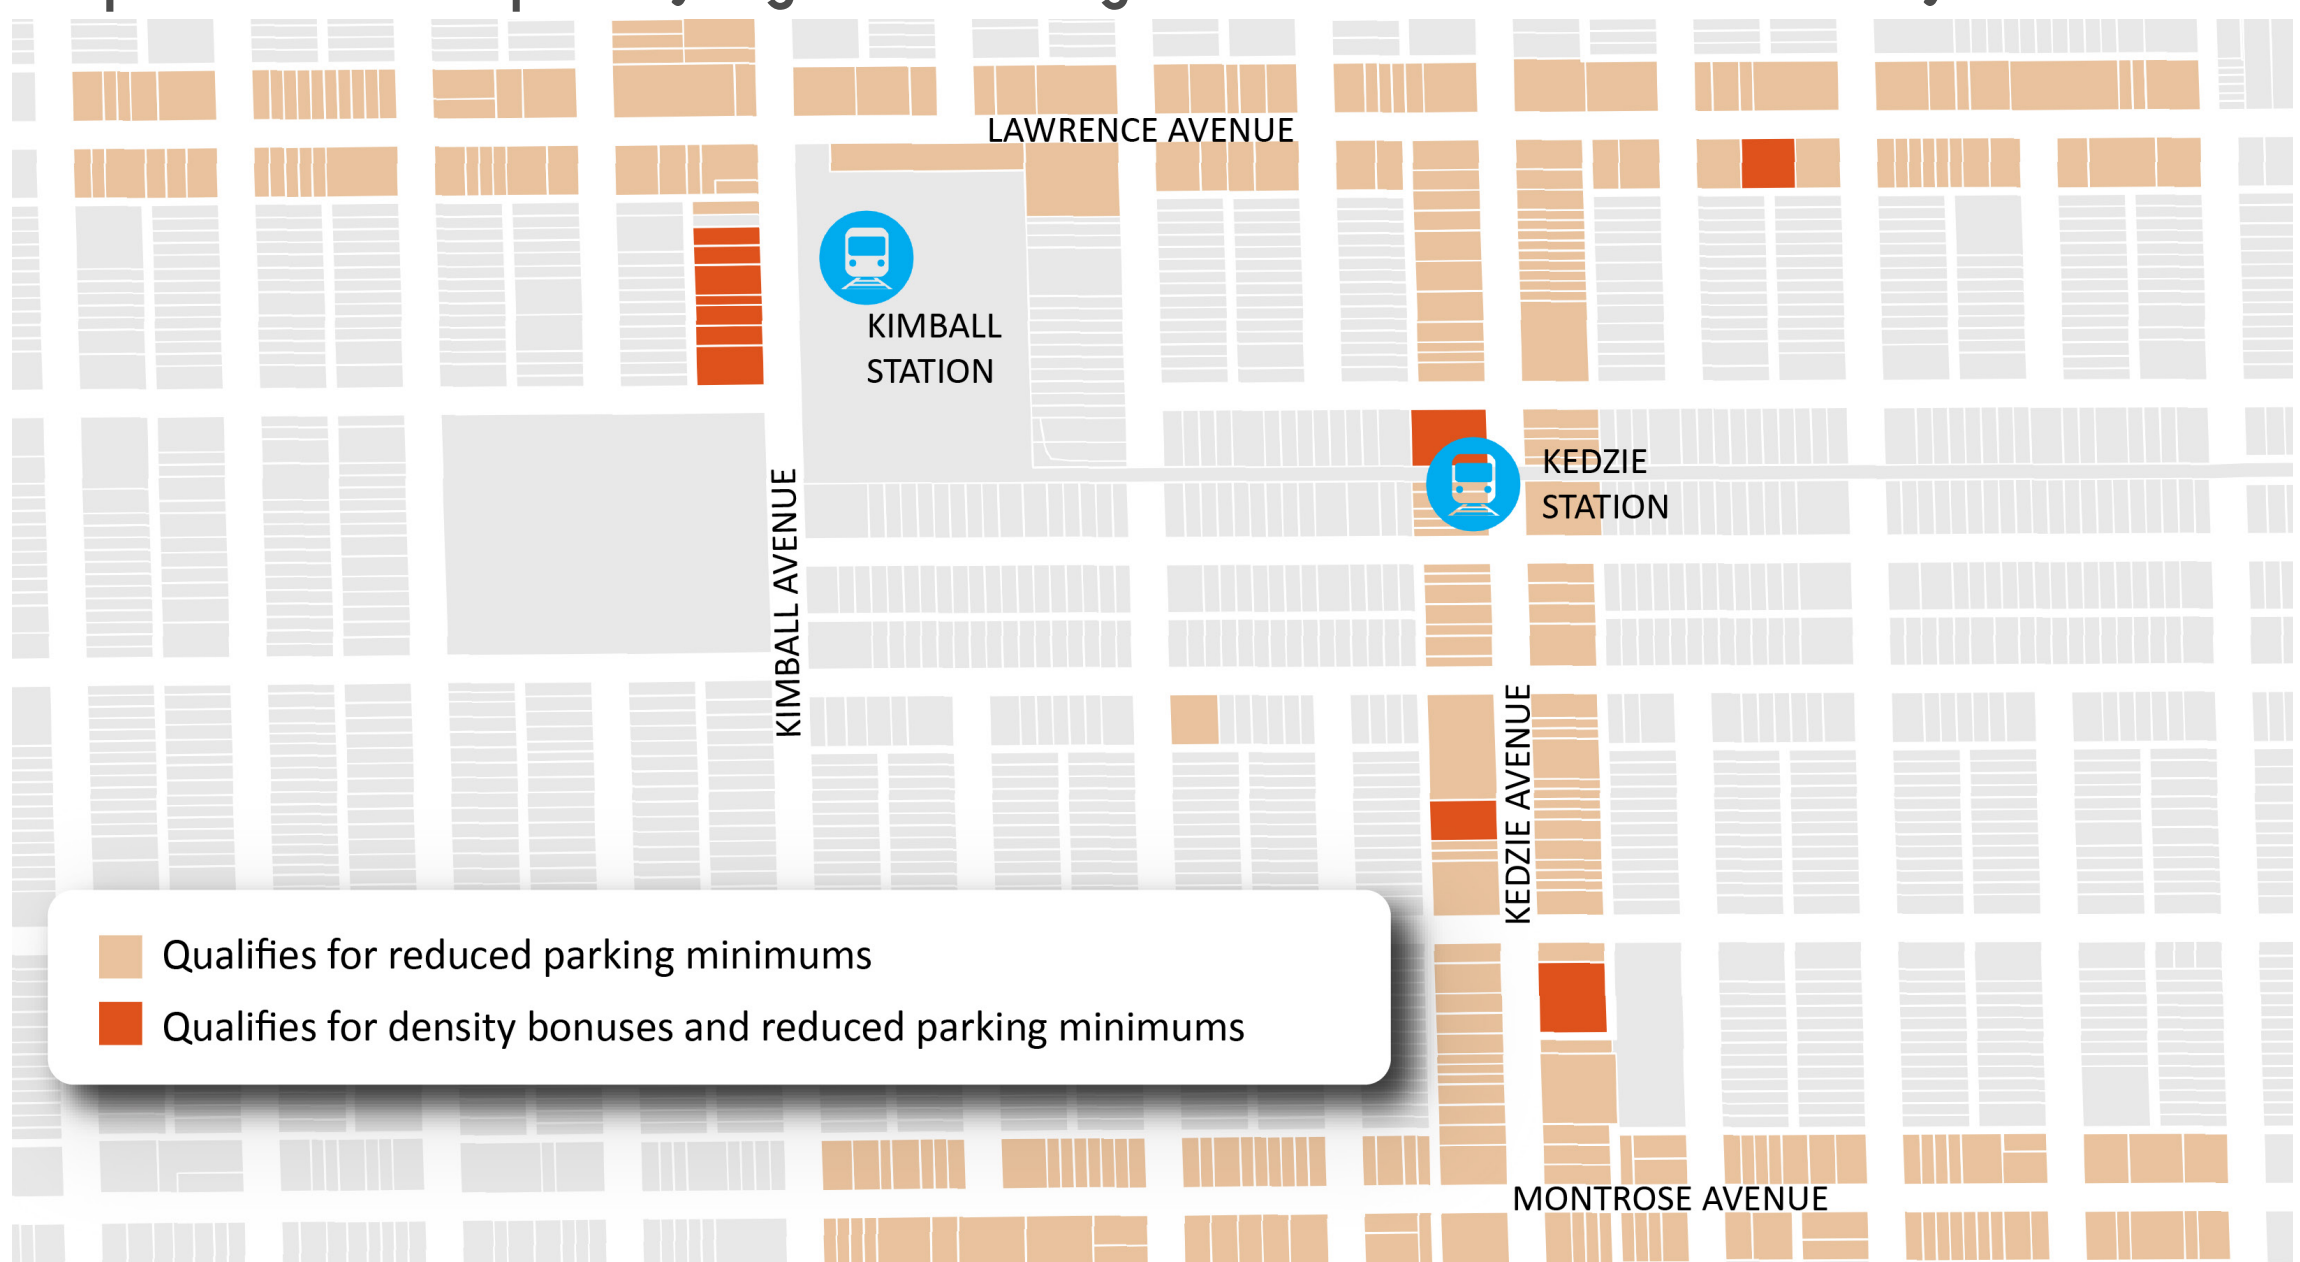 LAWRENCE AVENUE
KIMBALL
STATION
KEDZIE
STATION
KIMBALL AVENUE
KEDZIE AVENUE
Qualifies for reduced parking minimums
Qualifies for density bonuses and reduced parking minimums
MONTROSE AVENUE